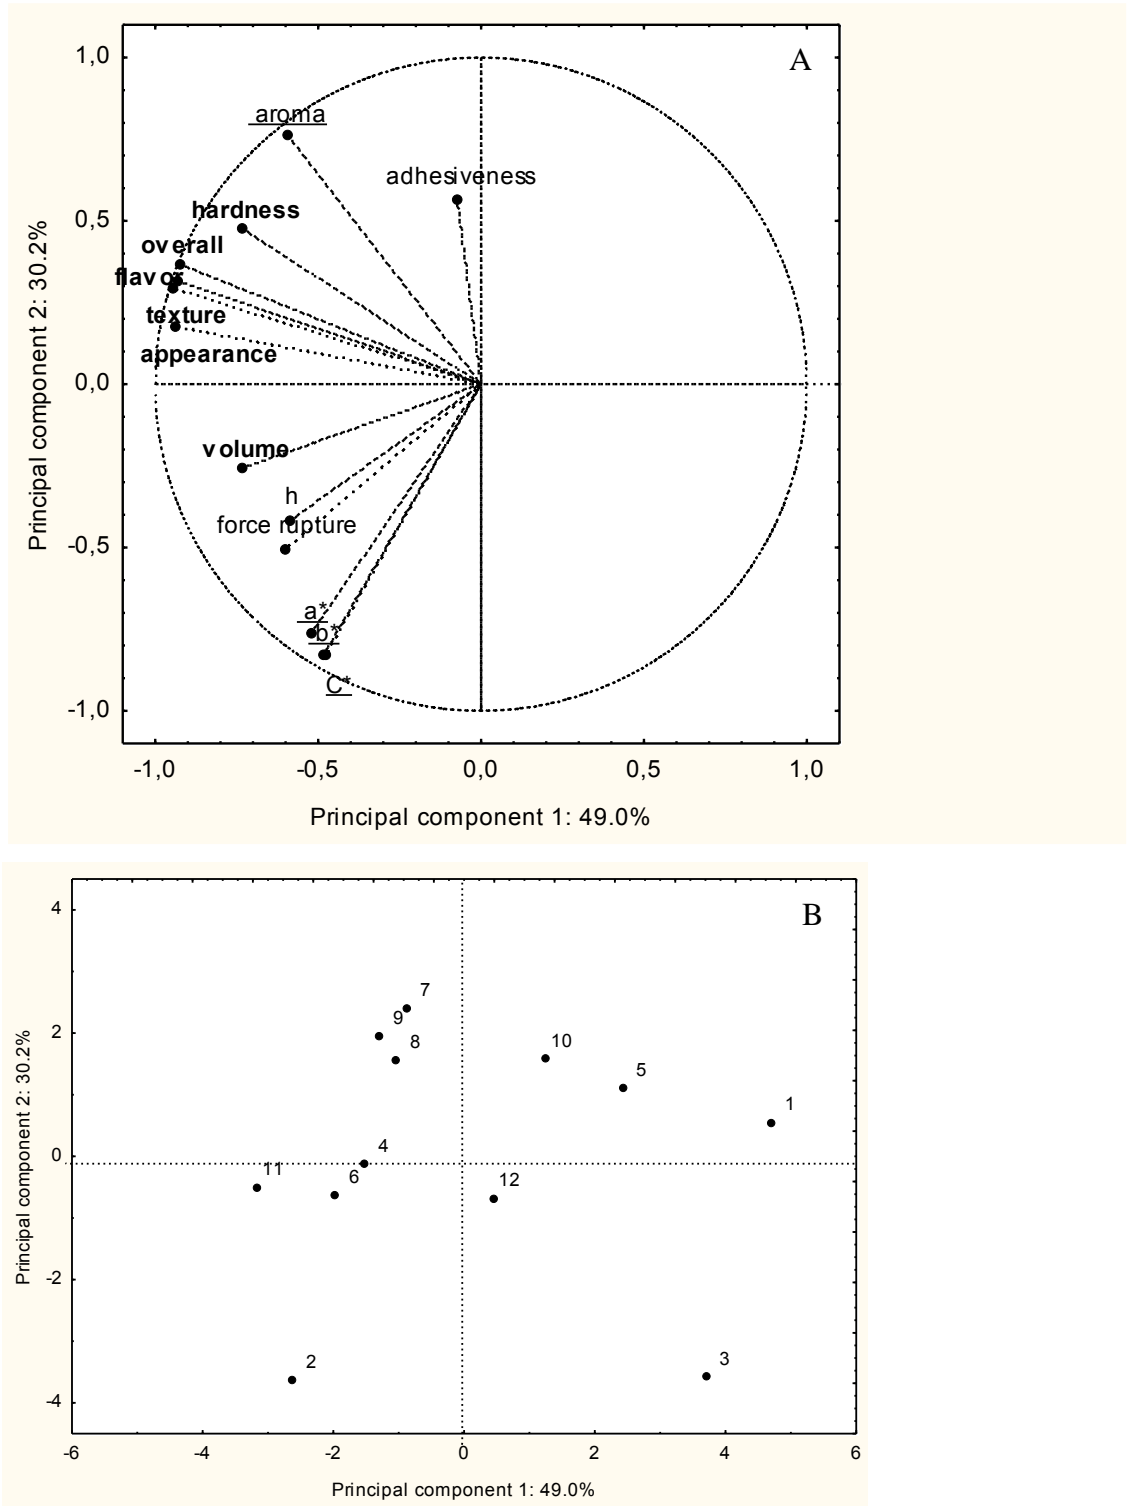 A
1,0
aroma
adhesiveness
0,5
hardness
overall
flavor
texture
appearance
0,0
volume
h
force rupture
-0,5
a*
b*
C*
-1,0
Principal component 2: 30.2%
-1,0 -0,5 0,0 0,5 1,0
Principal component 1: 49.0%
B
4
7
9
2
8
10
5
1
4
0
11
6
12
-2
2
3
-4
Principal component 2: 30.2%
-6 -4 -2 0 2 4 6
Principal component 1: 49.0%